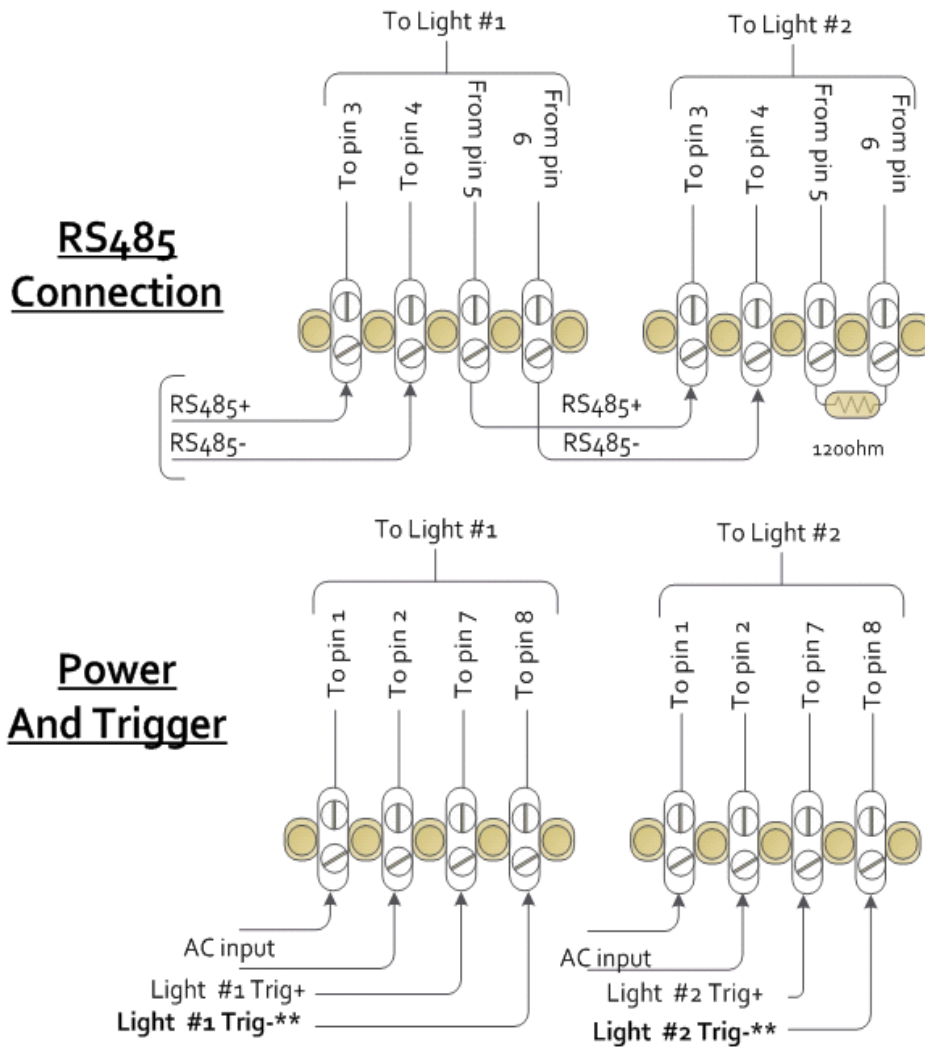 To Light #1
To Light #2
To pin 3
To pin 4
From pin 5
From pin
6
To pin 3
To pin 4
From pin 5
From pin
6
RS485
Connection
RS485+
RS485-
RS485+
RS485-
120ohm
To Light #1
To Light #2
To pin 1
To pin 2
To pin 7
To pin 8
To pin 1
To pin 2
To pin 7
To pin 8
Power
And Trigger
AC input
Light #1 Trig+
Light #1 Trig-**
AC input
Light #2 Trig+
Light #2 Trig-**